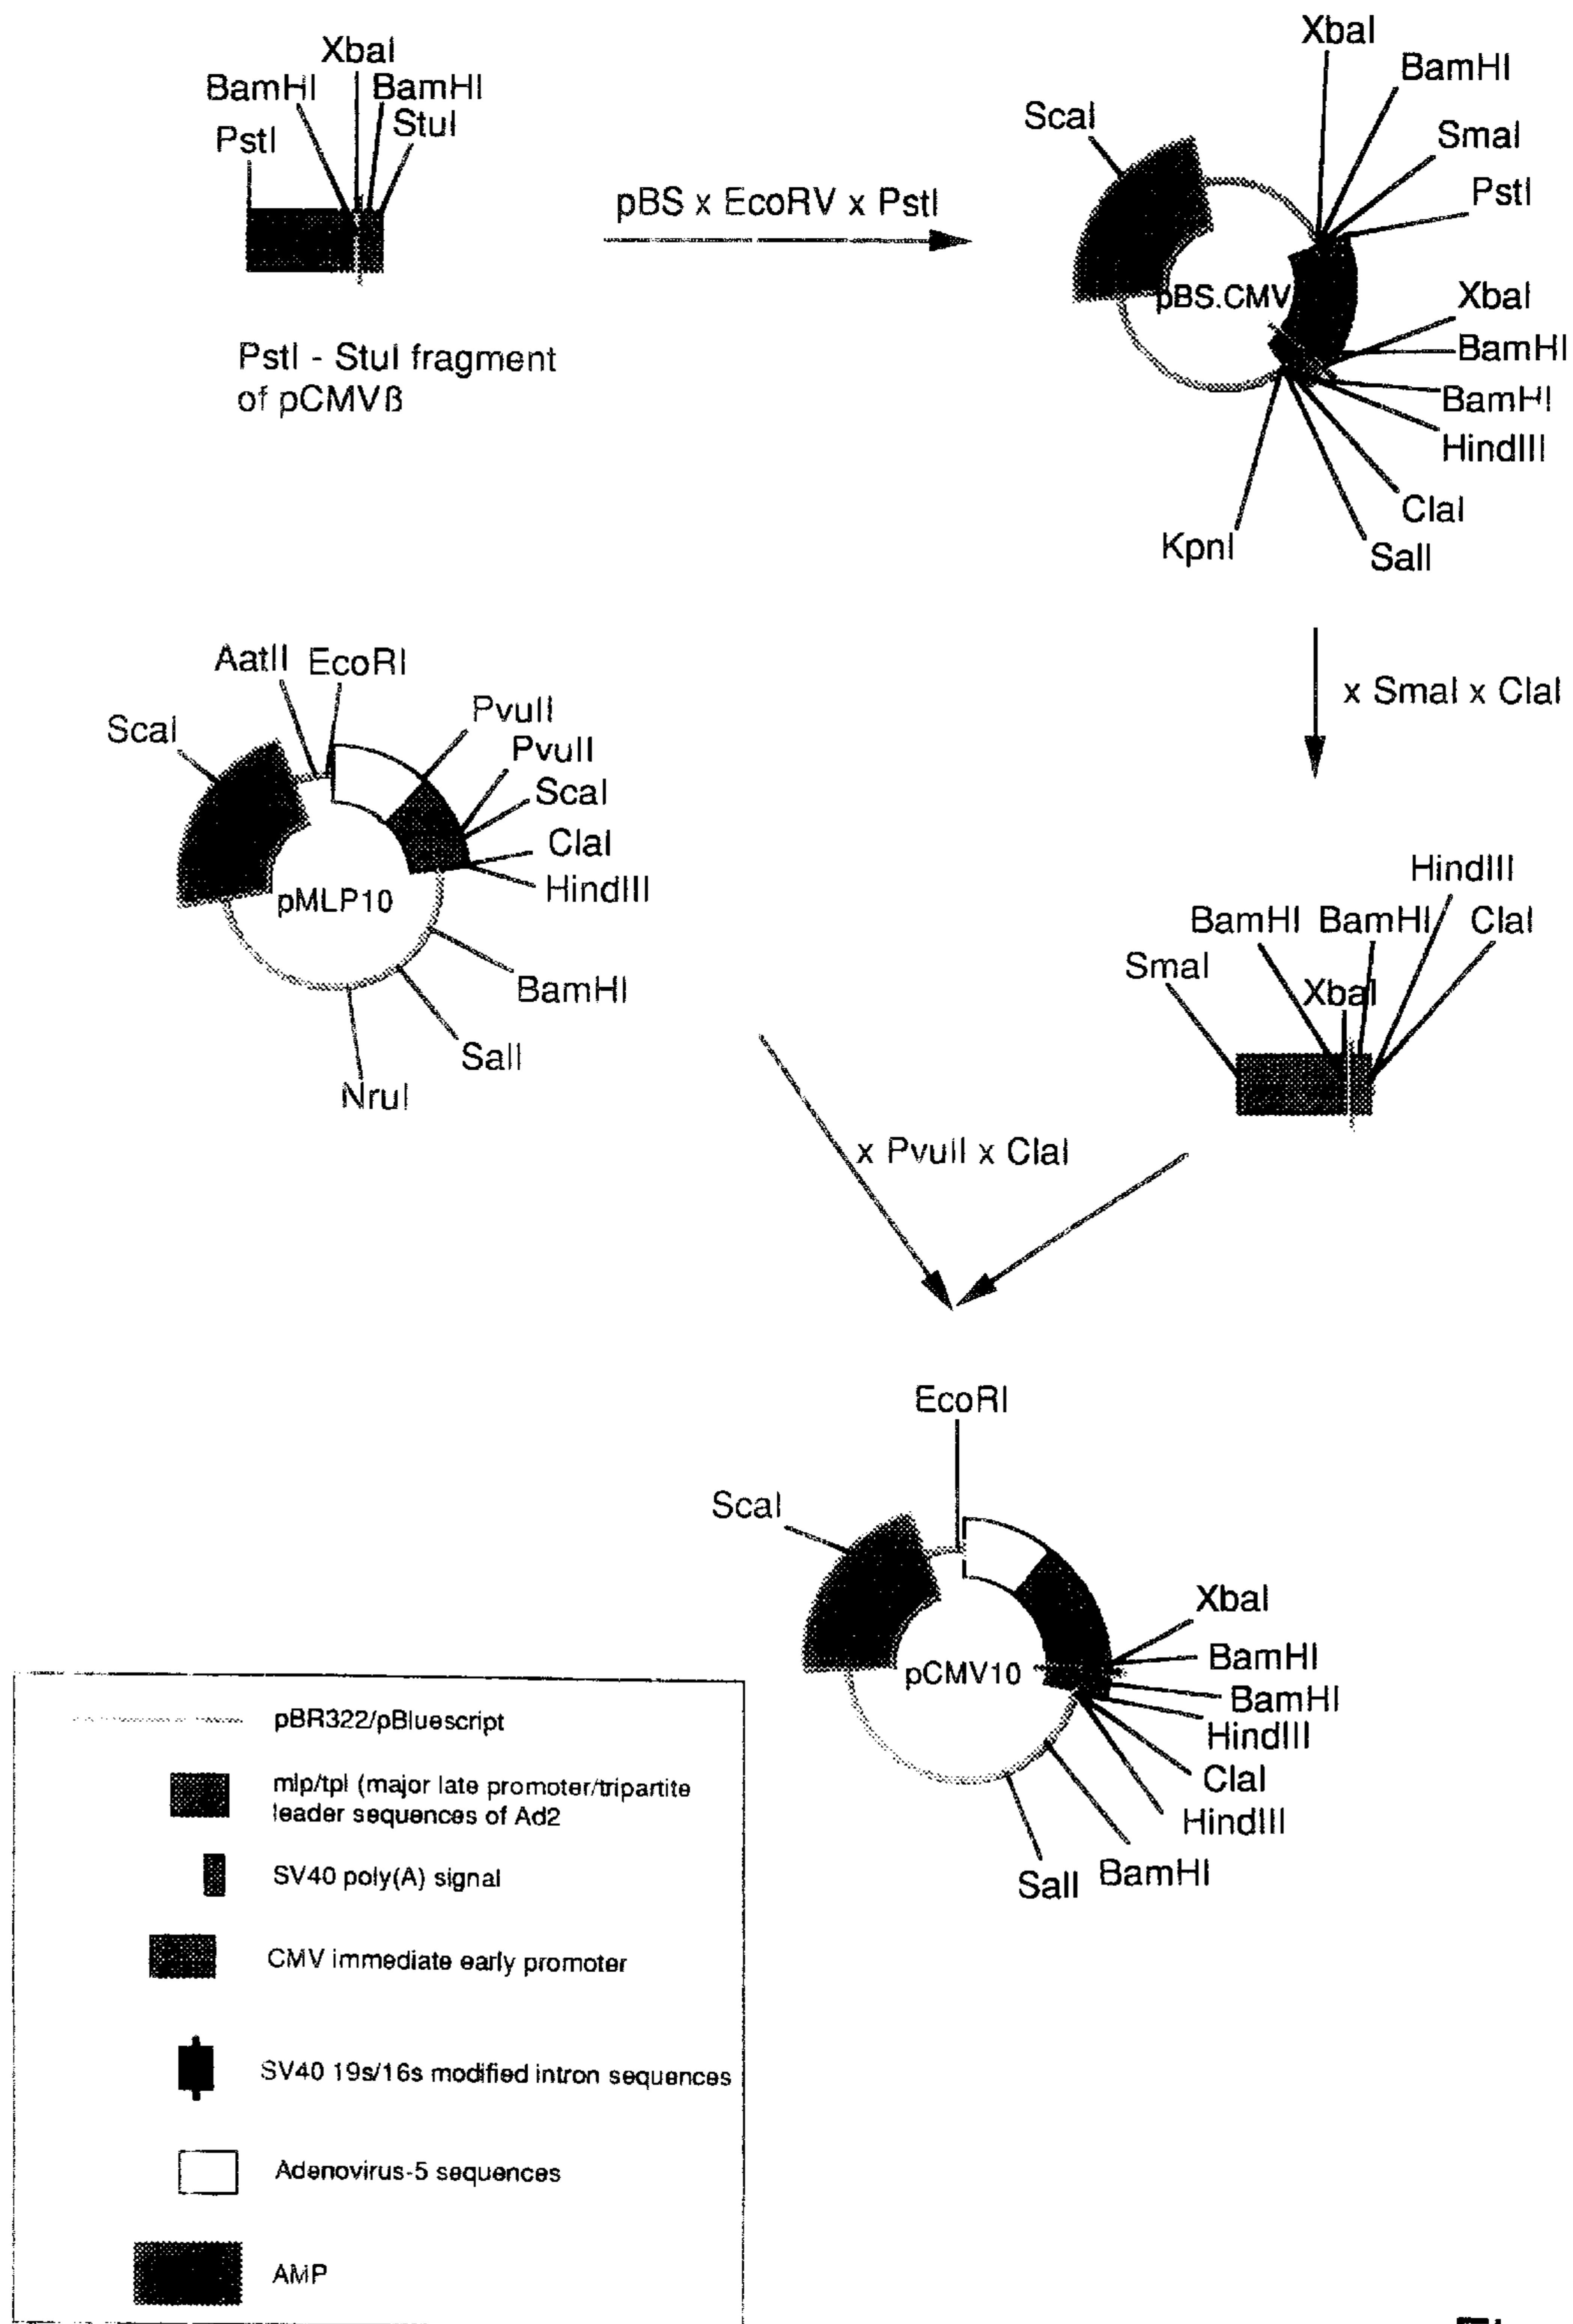 XbaI
BamHI
BamHI
StuI
PstI
PstI - StuI fragment
of pCMVß
pBS x EcoRV x PstI
XbaI
BamHI
ScaI
SmaI
PstI
pBS.CMV
XbaI
BamHI
BamHI
HindIII
ClaI
SalI
KpnI
x SmaI x ClaI
AatII
EcoRI
PvuII
ScaI
PvuII
ScaI
ClaI
HindIII
pMLP10
BamHI
SalI
NruI
HindIII
BamHI
BamHI
ClaI
SmaI
XbaI
x PvuII x ClaI
EcoRI
ScaI
XbaI
BamHI
pCMV10
BamHI
HindIII
ClaI
HindIII
BamHI
SalI
pBR322/pBluescript
mlp/tpl (major late promoter/tripartite
leader sequences of Ad2
SV40 poly(A) signal
CMV immediate early promoter
SV40 19s/16s modified intron sequences
Adenovirus-5 sequences
AMP